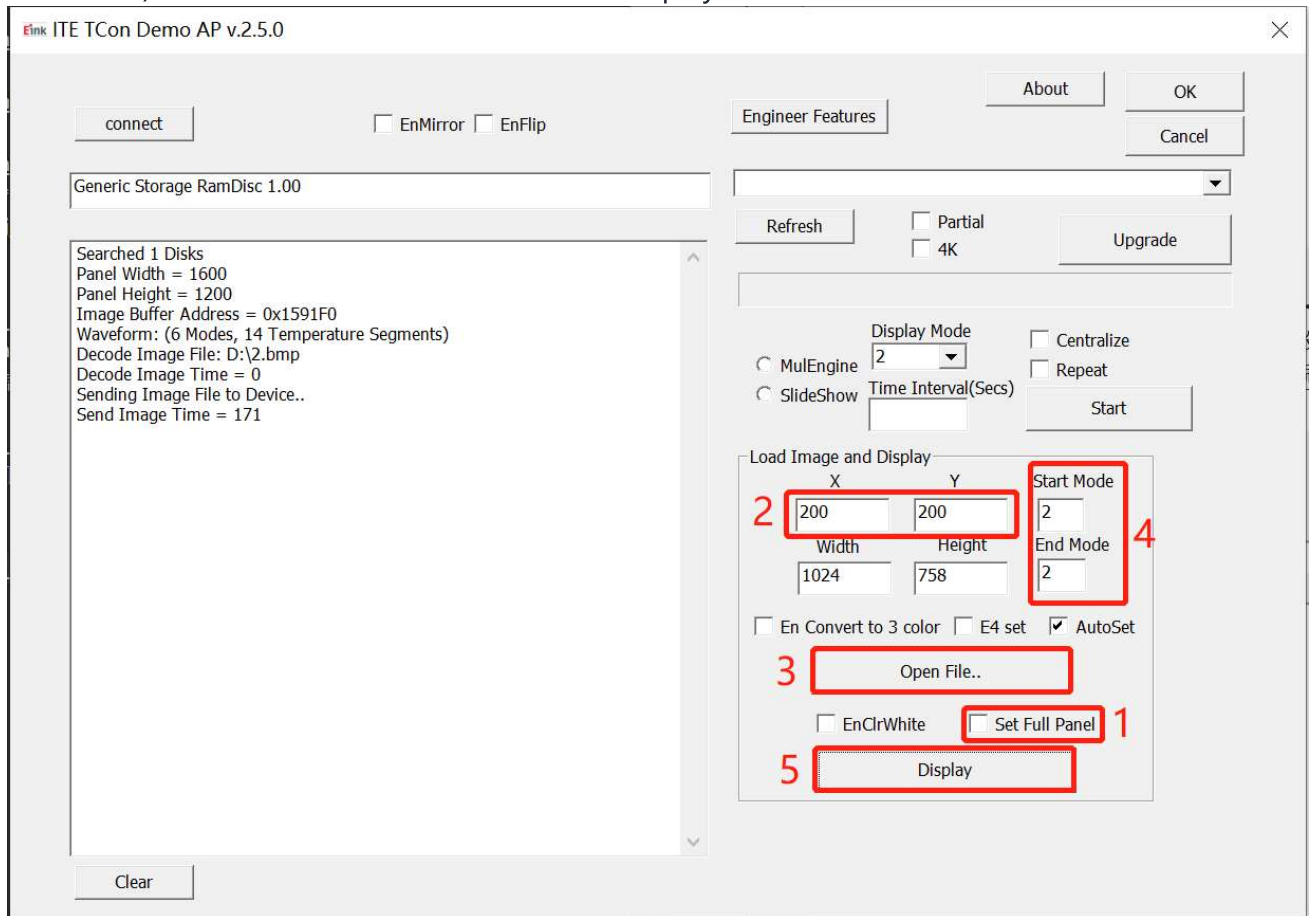 Eink ITE TCon Demo AP v.2.5.0
About
OK
connect
EnMirror
EnFlip
Engineer Features
Cancel
Generic Storage RamDisc 1.00
Refresh
Partial
4K
Upgrade
Searched 1 Disks
Panel Width = 1600
Panel Height = 1200
Image Buffer Address = 0x1591F0
Waveform: (6 Modes, 14 Temperature Segments)
Decode Image File: D:\2.bmp
Decode Image Time = 0
Sending Image File to Device..
Send Image Time = 171
Display Mode
Centralize
MulEngine
2
Repeat
SlideShow
Time Interval(Secs)
Start
Load Image and Display
X
Y
Start Mode
2
200
200
2
4
Width
Height
End Mode
1024
758
2
En Convert to 3 color
E4 set
AutoSet
3
Open File..
EnClrWhite
Set Full Panel
1
5
Display
Clear